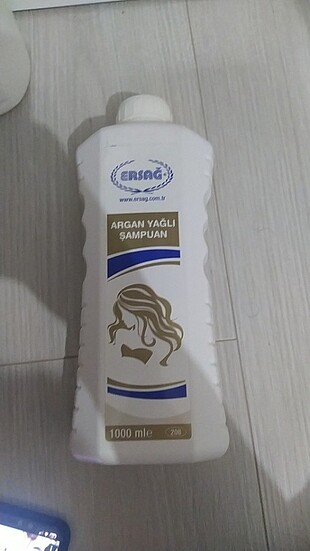 ERSAĞ
www.ersag.com.tr
ARGAN YAĞLI
ŞAMPUAN
1000 ml℮